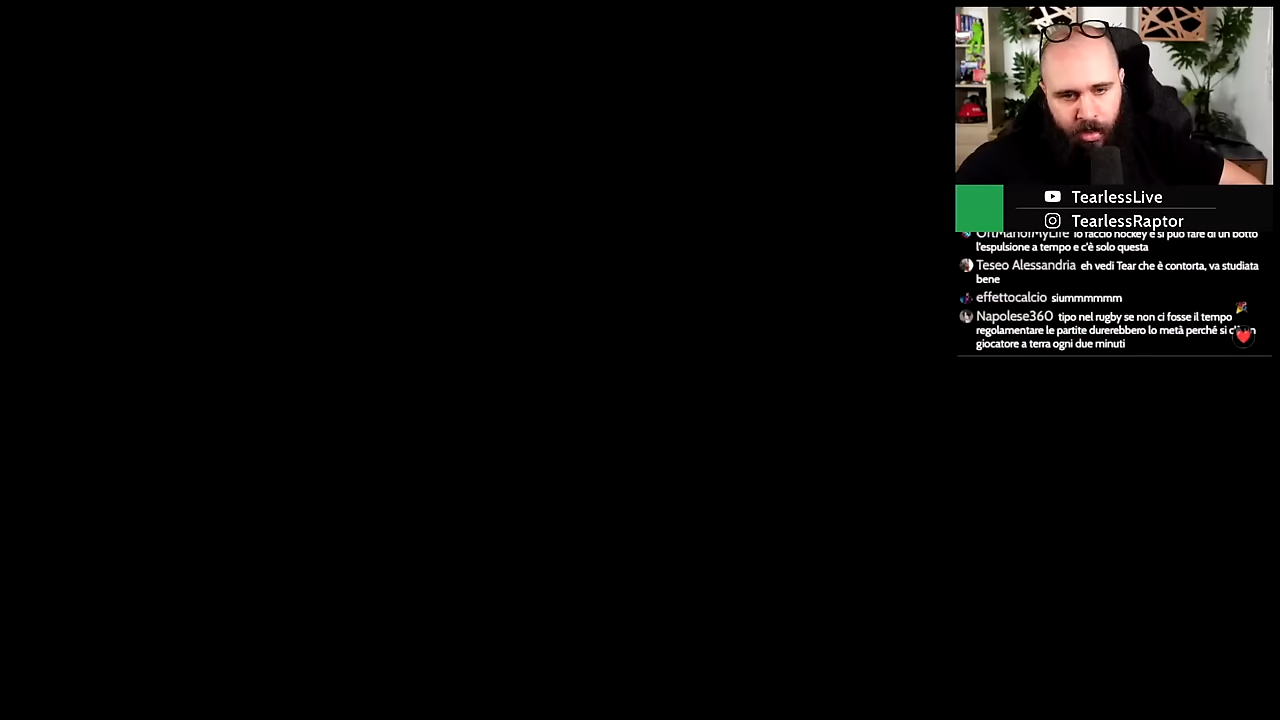 TearlessLive
TearlessRaptor
OffManOfMyLife io faccio hockey e si può fare di un botto
l'espulsione a tempo e c'è solo questa
Teseo Alessandria eh vedi Tear che è contorta, va studiata
bene
effettocalcio siummmmmm
Napolese360 tipo nel rugby se non ci fosse il tempo
regolamentare le partite durerebbero lo metà perché si
giocatore a terra ogni due minuti